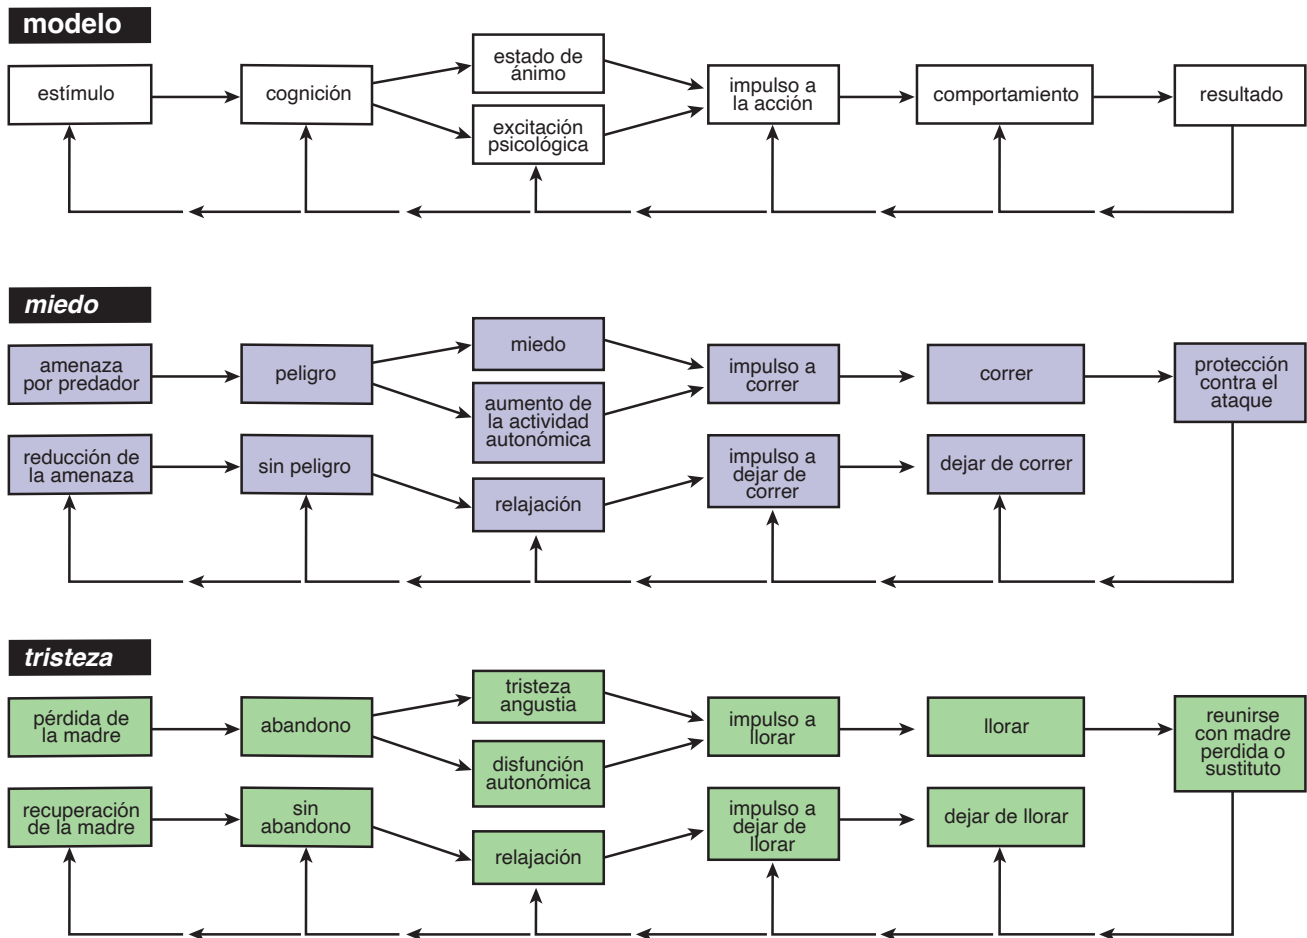 modelo
estímulo
cognición
estado de
ánimo
excitación
psicológica
impulso a
la acción
comportamiento
resultado
miedo
amenaza
por predador
peligro
miedo
aumento de
la actividad
autonómica
impulso a
correr
correr
protección
contra el
ataque
reducción de
la amenaza
sin peligro
relajación
impulso a
dejar de
correr
dejar de correr
tristeza
pérdida de
la madre
abandono
tristeza
angustia
disfunción
autonómica
impulso a
llorar
llorar
reunirse
con madre
perdida o
sustituto
recuperación
de la madre
sin
abandono
relajación
impulso a
dejar de
llorar
dejar de llorar